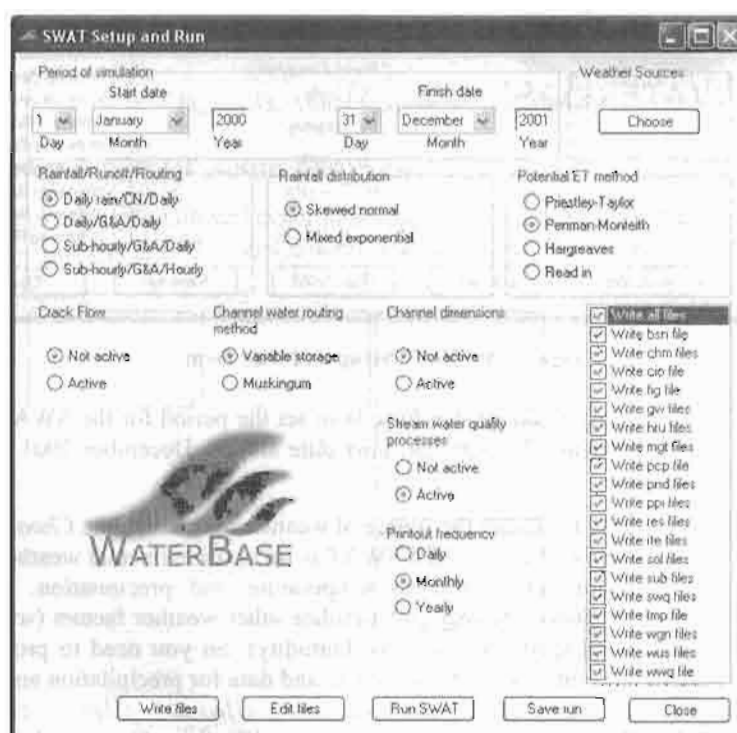 SWAT Setup and Run
Period of simulation
Weather Sources
Start date
Finish date
1 January 2000
31 December 2001
Choose
Day Month Year
Day Month Year
Rainfall/Runoff/Routing
Daily rain/CN/Daily
Daily/G&A/Daily
Sub-hourly/G&A/Daily
Sub-hourly/G&A/Hourly
Rainfall distribution
Skewed normal
Mixed exponential
Potential ET method
Priestley-Taylor
Penman-Monteith
Hargreaves
Read in
Crack Flow
Not active
Active
Channel water routing
method
Variable storage
Muskingum
Channel dimensions
Not active
Active
Stream water quality
processes
Not active
Active
Printout frequency
Daily
Monthly
Yearly
WATERBASE
Write all files
Write bsn file
Write chm files
Write cip file
Write fig file
Write gw files
Write hru files
Write mgt files
Write pcp file
Write pnd files
Write ppi files
Write res files
Write rte files
Write sol files
Write sub files
Write swq files
Write tmp file
Write wgn files
Write wus files
Write wwq file
Write files
Edit files
Run SWAT
Save run
Close